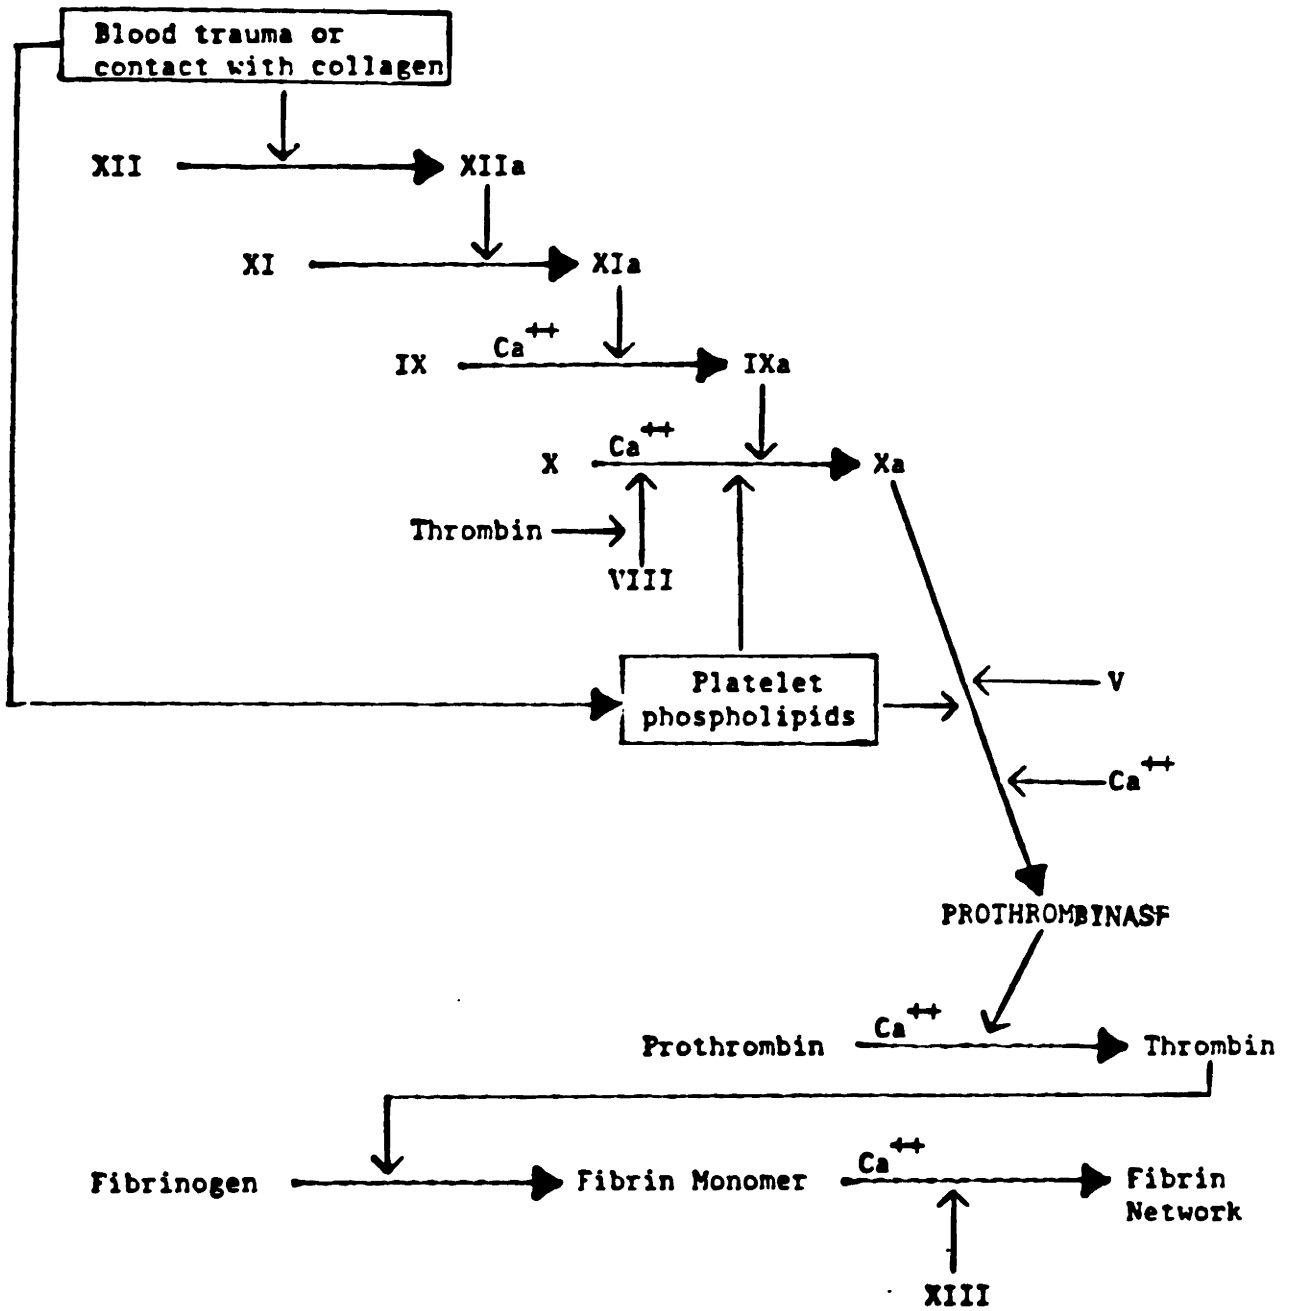 Blood trauma or
contact with collagen
XII XIIa
XI XIa
Ca++
IX IXa
Ca++
X Xa
Thrombin
VIII
Platelet
phospholipids
V
Ca++
PROTHROMBINASE
Ca++
Prothrombin Thrombin
Ca++
Fibrinogen Fibrin Monomer Fibrin
Network
XIII